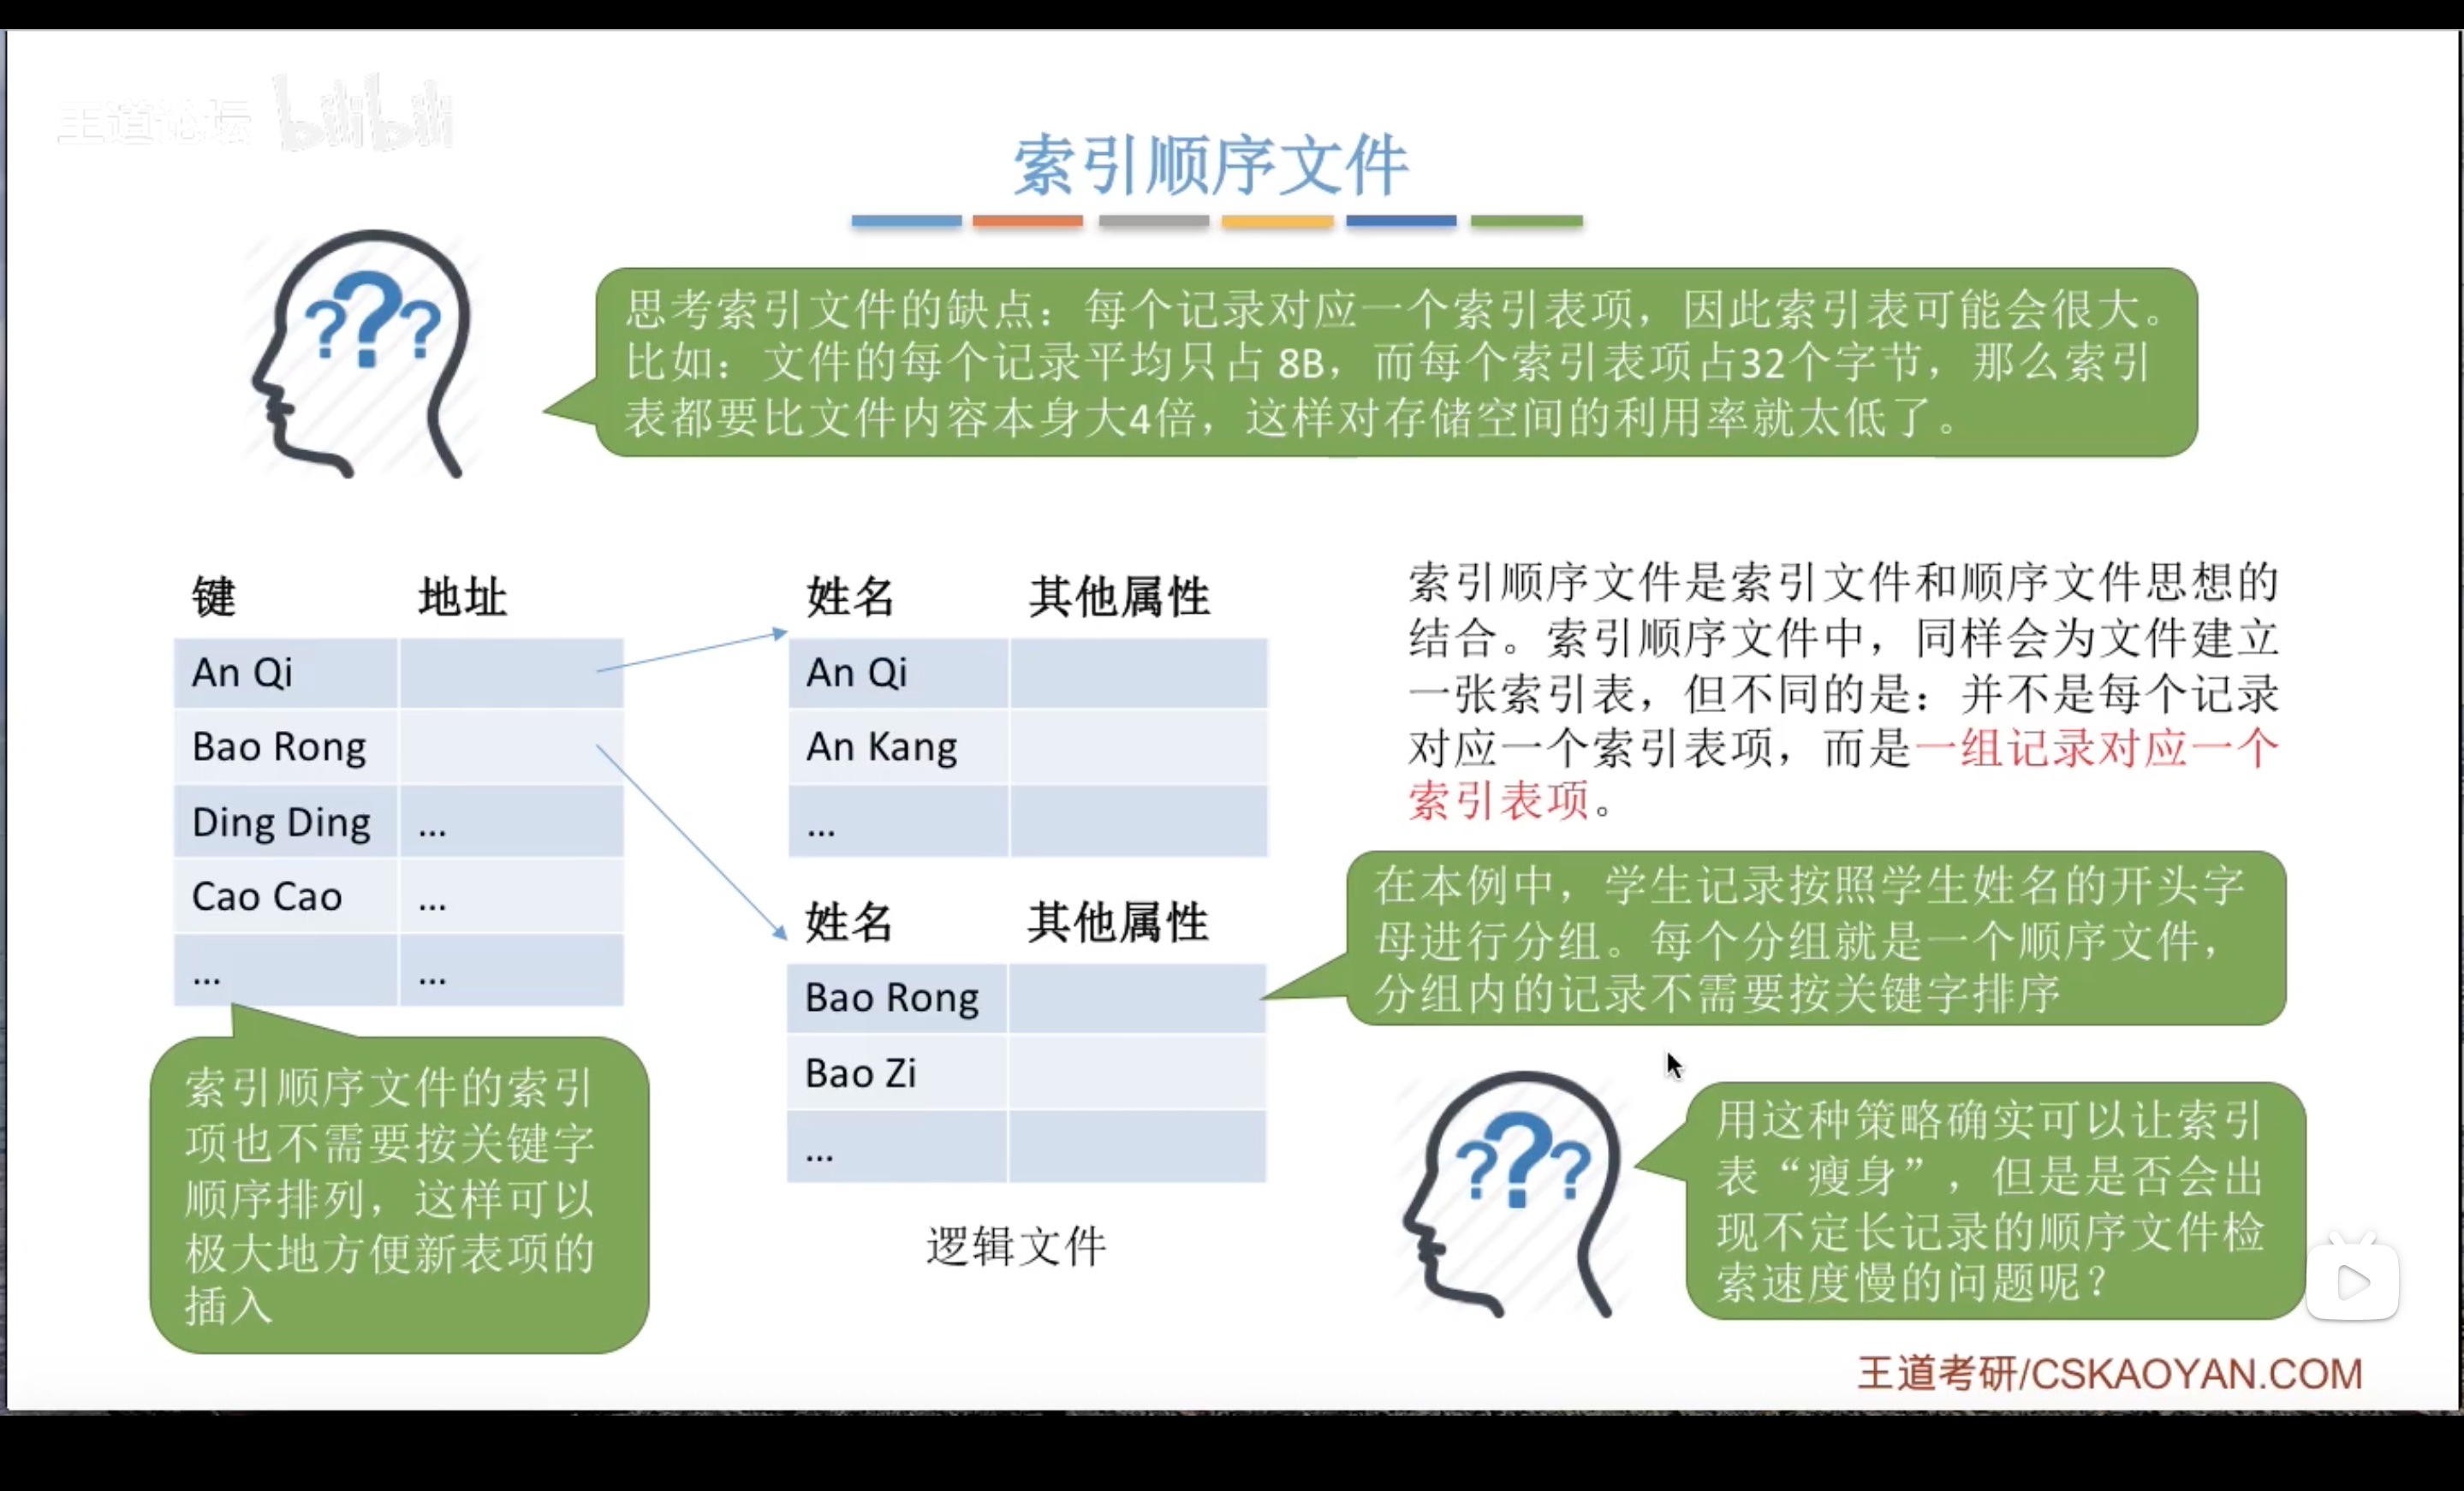 王道论坛 bilibili
索引顺序文件
???
思考索引文件的缺点：每个记录对应一个索引表项，因此索引表可能会很大。
比如：文件的每个记录平均只占 8B，而每个索引表项占32个字节，那么索引
表都要比文件内容本身大4倍，这样对存储空间的利用率就太低了。
键 地址
An Qi
Bao Rong
Ding Ding ...
Cao Cao ...
... ...
索引顺序文件的索引
项也不需要按关键字
顺序排列，这样可以
极大地方便新表项的
插入
姓名 其他属性
An Qi
An Kang
...
姓名 其他属性
Bao Rong
Bao Zi
...
逻辑文件
索引顺序文件是索引文件和顺序文件思想的
结合。索引顺序文件中，同样会为文件建立
一张索引表，但不同的是：并不是每个记录
对应一个索引表项，而是一组记录对应一个
索引表项。
在本例中，学生记录按照学生姓名的开头字
母进行分组。每个分组就是一个顺序文件，
分组内的记录不需要按关键字排序
???
用这种策略确实可以让索引
表“瘦身”，但是是否会出
现不定长记录的顺序文件检
索速度慢的问题呢？
王道考研/CSKAOYAN.COM